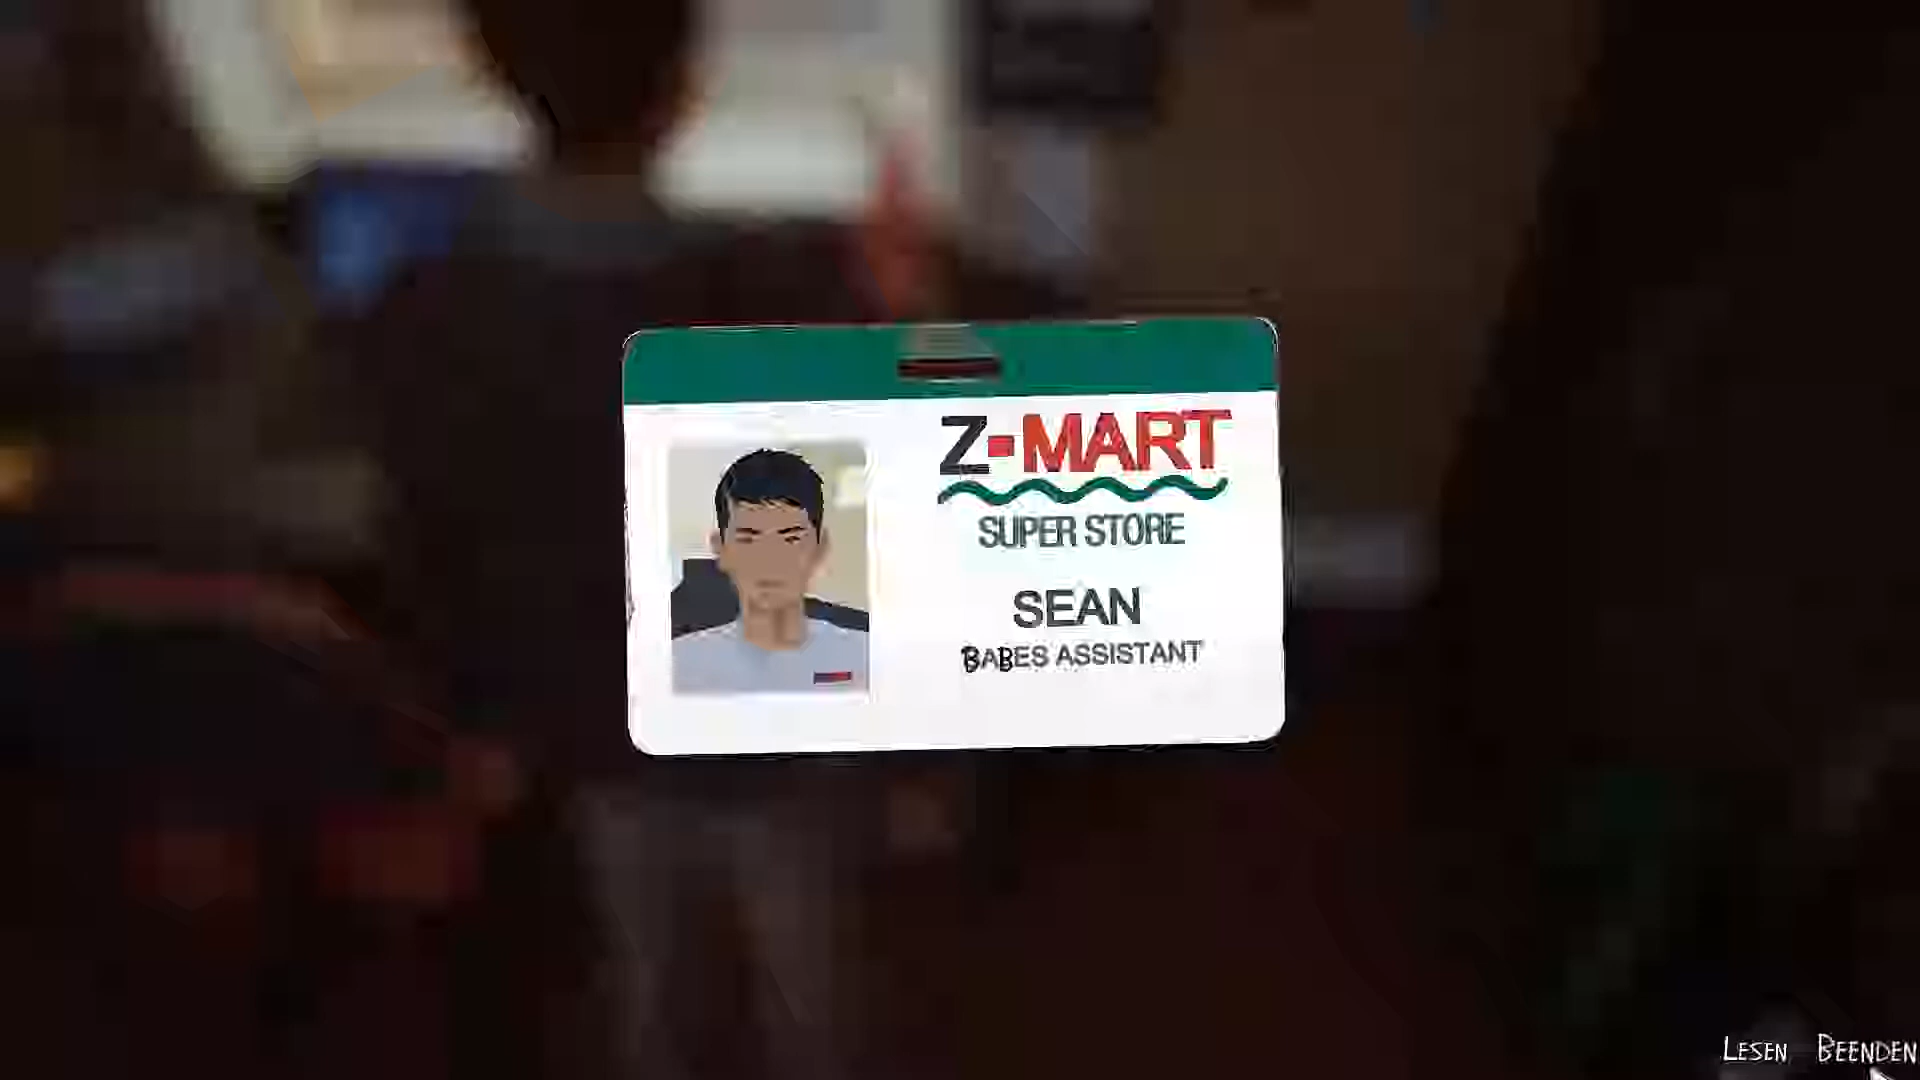 Z-MART
SUPER STORE
SEAN
BABES ASSISTANT
LESEN BEENDEN